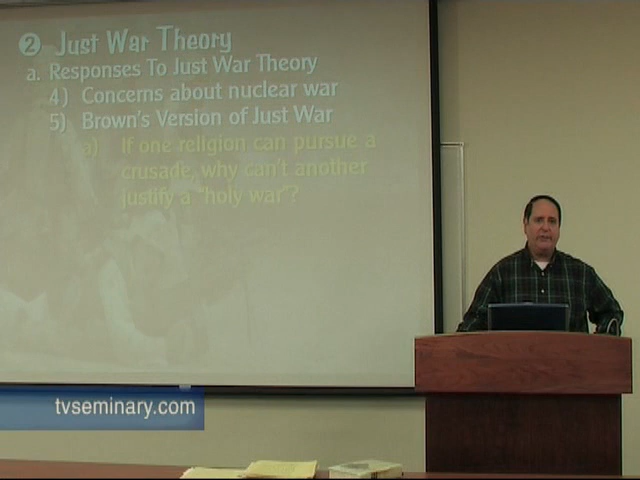 2 Just War Theory
a. Responses To Just War Theory
4) Concerns about nuclear war
5) Brown's Version of Just War
a) If one religion can pursue a
crusade, why can't another
justify a "holy war"?
tvseminary.com